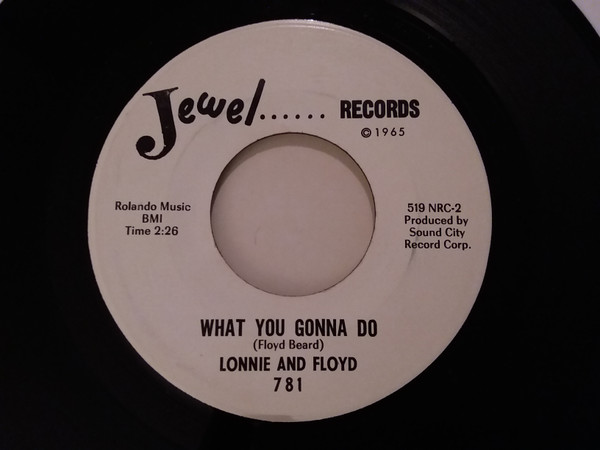 Jewel...... RECORDS
©1965
Rolando Music
BMI
Time 2:26
519 NRC-2
Produced by
Sound City
Record Corp.
WHAT YOU GONNA DO
(Floyd Beard)
LONNIE AND FLOYD
781